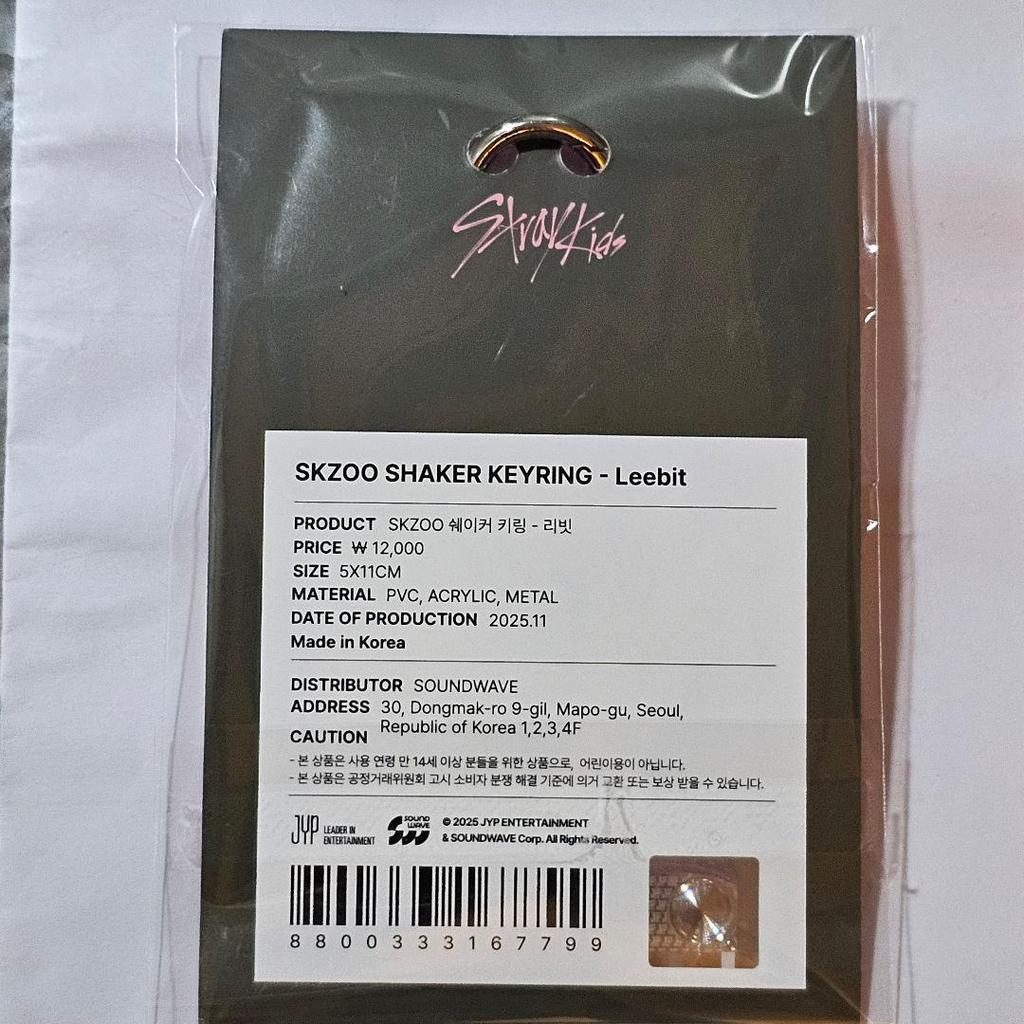 Stray Kids
SKZOO SHAKER KEYRING - Leebit
PRODUCT SKZOO 쉐이커 키링 - 리빗
PRICE ₩ 12,000
SIZE 5X11CM
MATERIAL PVC, ACRYLIC, METAL
DATE OF PRODUCTION 2025.11
Made in Korea
DISTRIBUTOR SOUNDWAVE
ADDRESS 30, Dongmak-ro 9-gil, Mapo-gu, Seoul,
Republic of Korea 1,2,3,4F
CAUTION
- 본 상품은 사용 연령 만 14세 이상 분들을 위한 상품으로, 어린이용이 아닙니다.
- 본 상품은 공정거래위원회 고시 소비자 분쟁 해결 기준에 의거 교환 또는 보상 받을 수 있습니다.
JYP LEADER IN
ENTERTAINMENT
SOUND
WAVE
© 2025 JYP ENTERTAINMENT
& SOUNDWAVE Corp. All Rights Reserved.
8800333167799